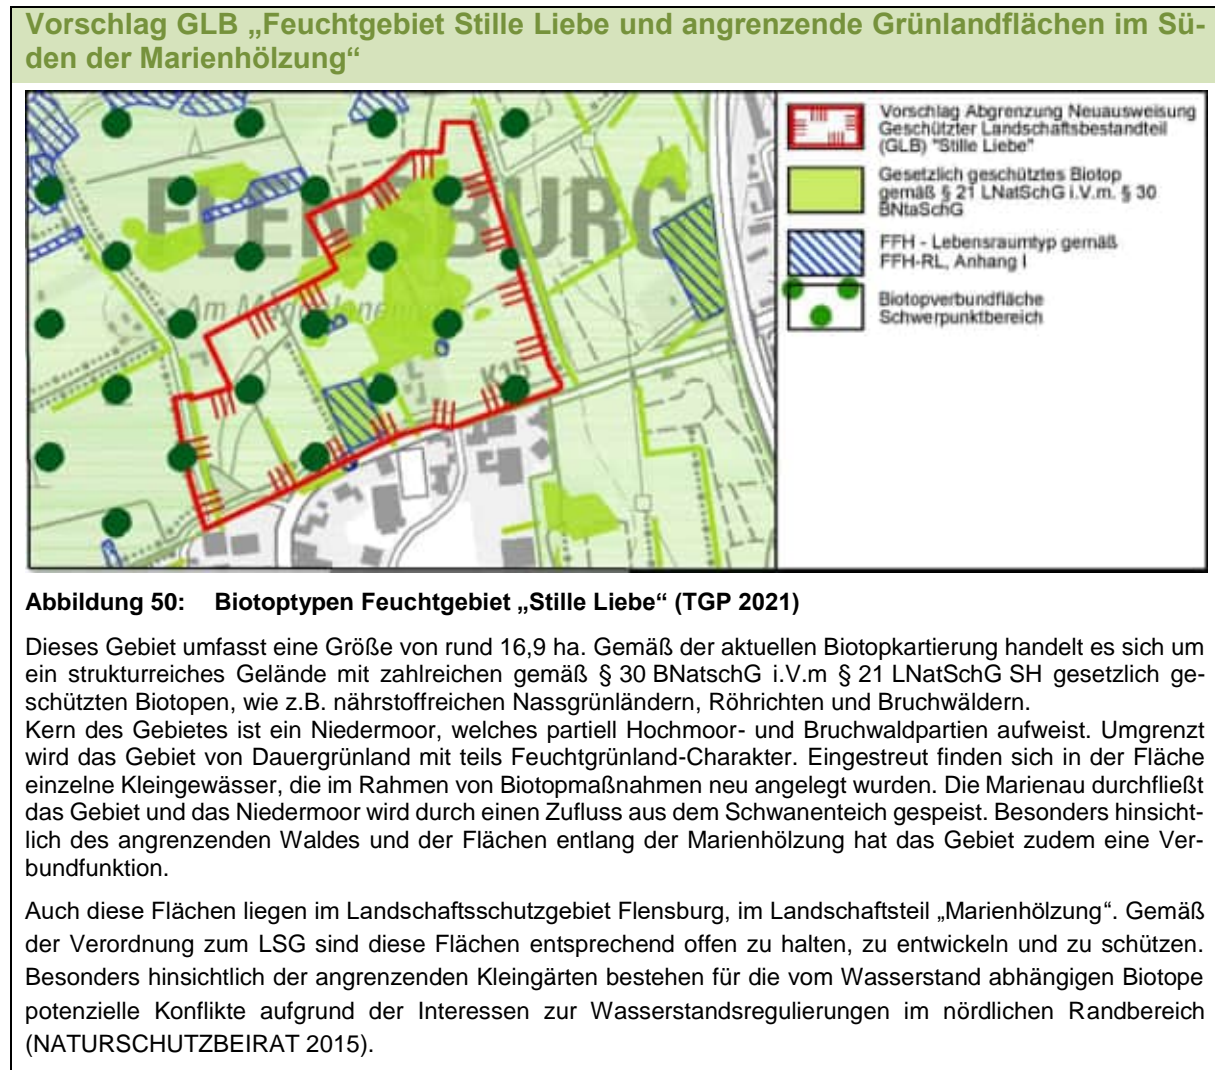 Vorschlag GLB „Feuchtgebiet Stille Liebe und angrenzende Grünlandflächen im Sü-
den der Marienhölzung“
FLENSBURG
K15
Vorschlag Abgrenzung Neuausweisung
Geschützter Landschaftsbestandteil
(GLB) "Stille Liebe"
Gesetzlich geschütztes Biotop
gemäß § 21 LNatSchG i.V.m. § 30
BNtaSchG
FFH - Lebensraumtyp gemäß
FFH-RL, Anhang I
Biotopverbundfläche
Schwerpunktbereich
Abbildung 50: Biotoptypen Feuchtgebiet „Stille Liebe“ (TGP 2021)
Dieses Gebiet umfasst eine Größe von rund 16,9 ha. Gemäß der aktuellen Biotopkartierung handelt es sich um
ein strukturreiches Gelände mit zahlreichen gemäß § 30 BNatschG i.V.m § 21 LNatSchG SH gesetzlich ge-
schützten Biotopen, wie z.B. nährstoffreichen Nassgrünländern, Röhrichten und Bruchwäldern.
Kern des Gebietes ist ein Niedermoor, welches partiell Hochmoor- und Bruchwaldpartien aufweist. Umgrenzt
wird das Gebiet von Dauergrünland mit teils Feuchtgrünland-Charakter. Eingestreut finden sich in der Fläche
einzelne Kleingewässer, die im Rahmen von Biotopmaßnahmen neu angelegt wurden. Die Marienau durchfließt
das Gebiet und das Niedermoor wird durch einen Zufluss aus dem Schwanenteich gespeist. Besonders hinsicht-
lich des angrenzenden Waldes und der Flächen entlang der Marienhölzung hat das Gebiet zudem eine Ver-
bundfunktion.
Auch diese Flächen liegen im Landschaftsschutzgebiet Flensburg, im Landschaftsteil „Marienhölzung“. Gemäß
der Verordnung zum LSG sind diese Flächen entsprechend offen zu halten, zu entwickeln und zu schützen.
Besonders hinsichtlich der angrenzenden Kleingärten bestehen für die vom Wasserstand abhängigen Biotope
potenzielle Konflikte aufgrund der Interessen zur Wasserstandsregulierungen im nördlichen Randbereich
(NATURSCHUTZBEIRAT 2015).